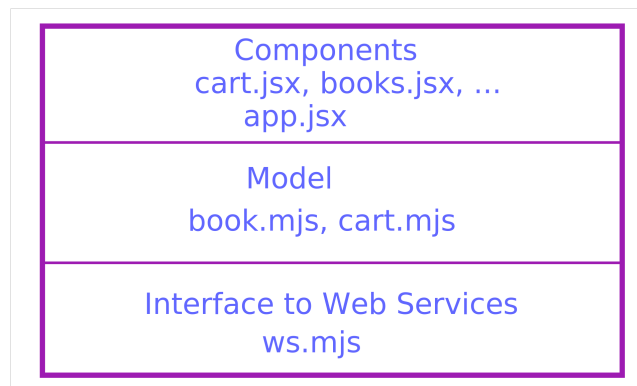 Components
cart.jsx, books.jsx, ...
app.jsx
Model
book.mjs, cart.mjs
Interface to Web Services
ws.mjs